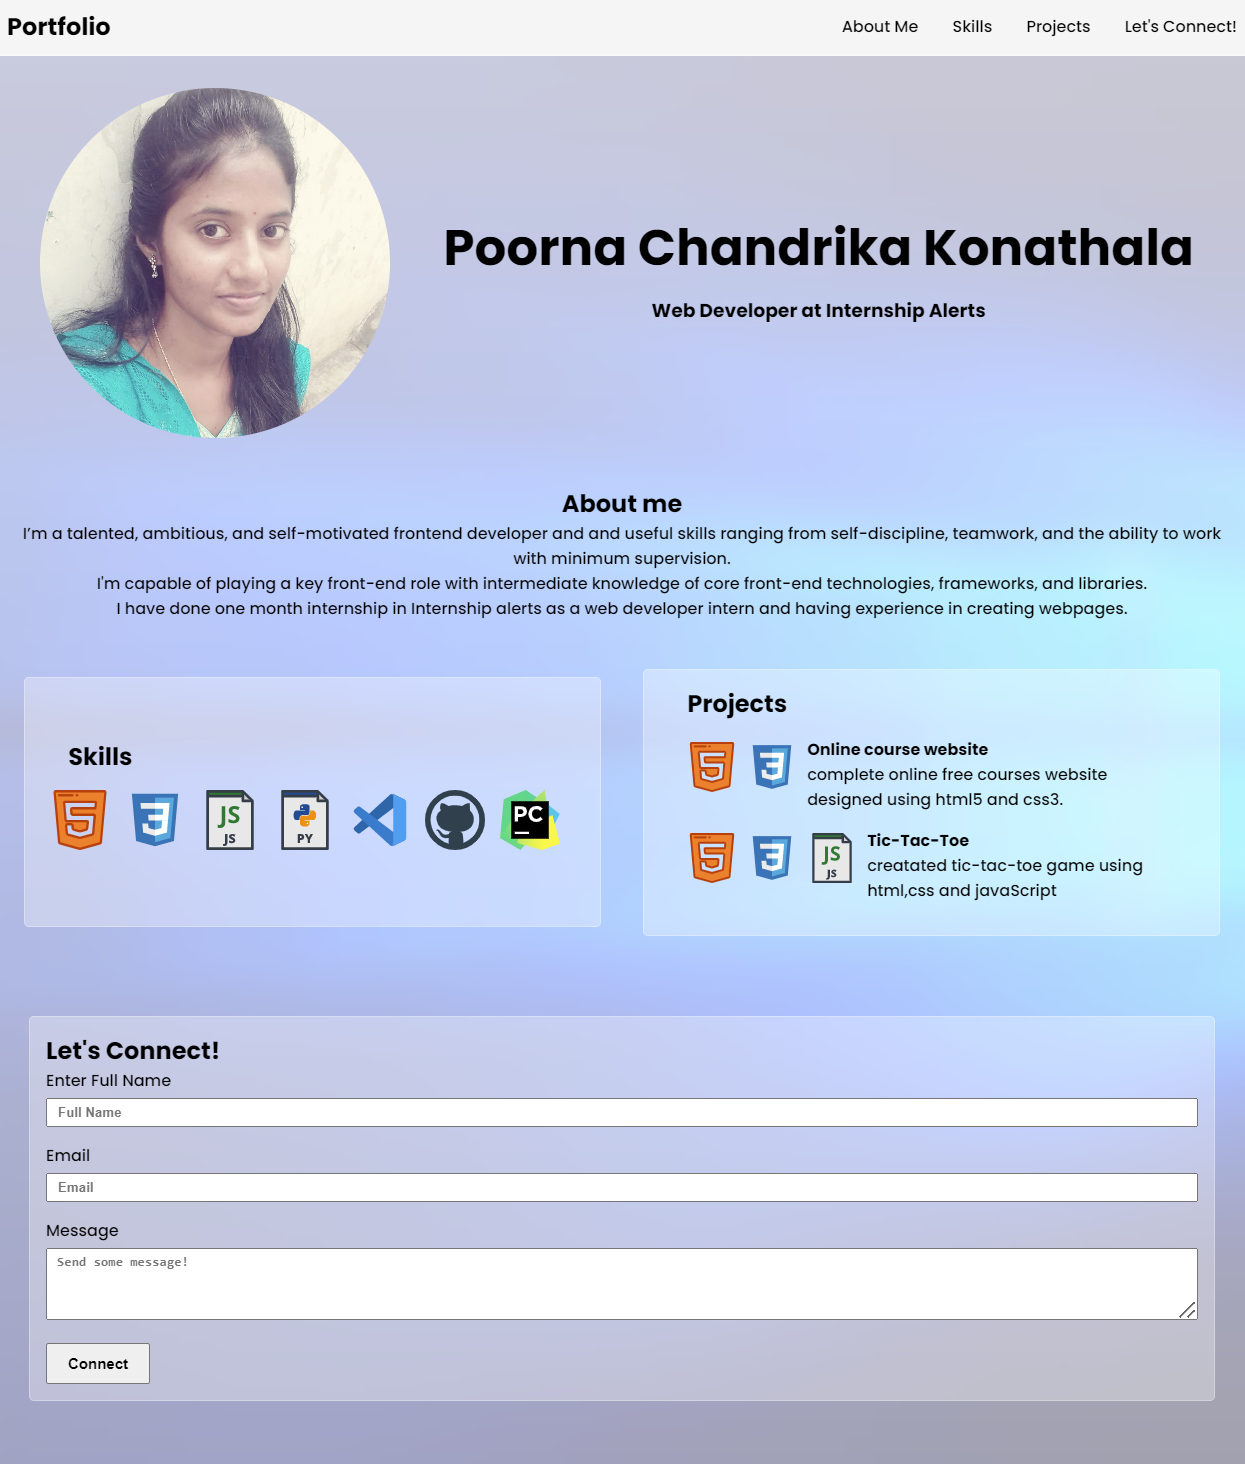 Portfolio
About Me
Skills
Projects
Let's Connect!
Poorna Chandrika Konathala
Web Developer at Internship Alerts
About me
I’m a talented, ambitious, and self-motivated frontend developer and and useful skills ranging from self-discipline, teamwork, and the ability to work
with minimum supervision.
I'm capable of playing a key front-end role with intermediate knowledge of core front-end technologies, frameworks, and libraries.
I have done one month internship in Internship alerts as a web developer intern and having experience in creating webpages.
Skills
5
3
JS
JS
PY
PC
Projects
5
3
Online course website
complete online free courses website
designed using html5 and css3.
5
3
JS
JS
Tic-Tac-Toe
creatated tic-tac-toe game using
html,css and javaScript
Let's Connect!
Enter Full Name
Full Name
Email
Email
Message
Send some message!
Connect